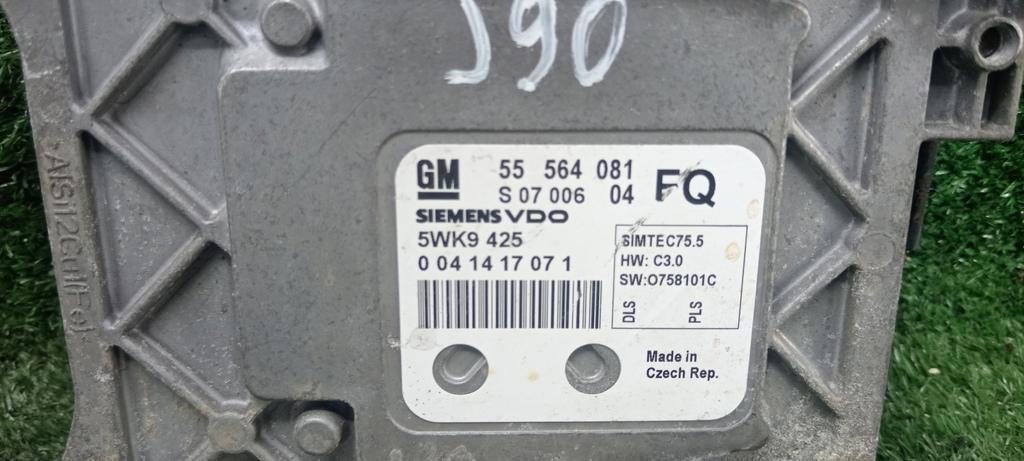 J90
GM 55 564 081 FQ
S 07 006 04
SIEMENS VDO
5WK9 425
0 04 14 17 07 1
SIMTEC75.5
HW: C3.0
SW:O758101C
DLS PLS
Made in
Czech Rep.